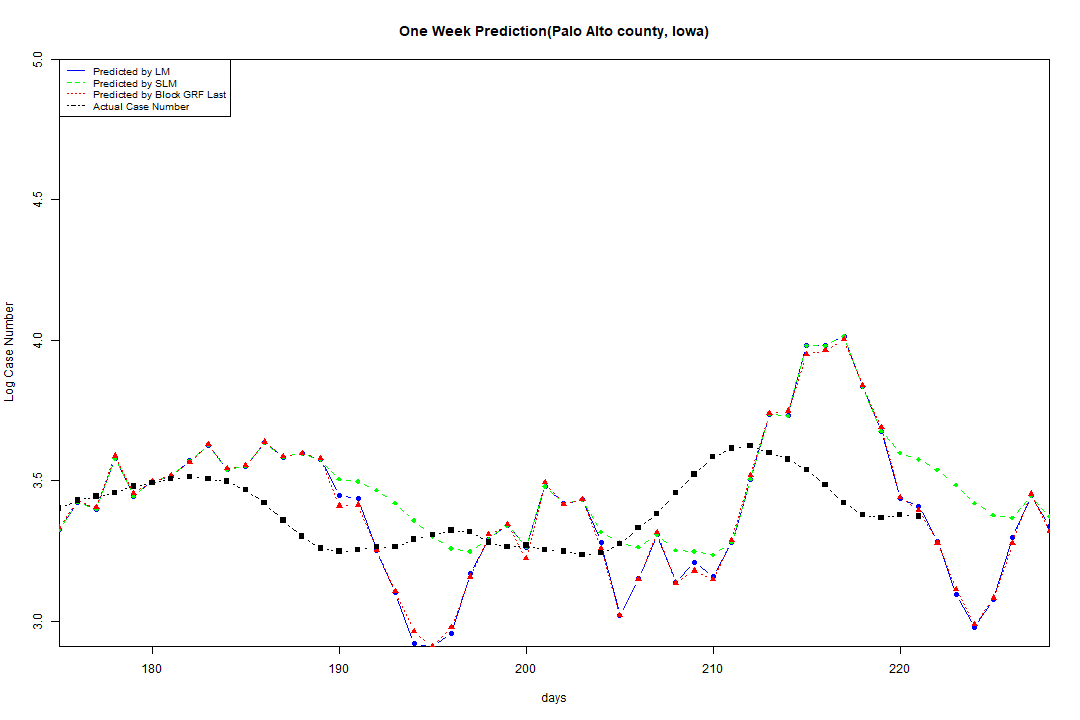 One Week Prediction(Palo Alto county, Iowa)
Predicted by LM
Predicted by SLM
Predicted by Block GRF Last
Actual Case Number
5.0
4.5
4.0
3.5
3.0
Log Case Number
180 190 200 210 220
days